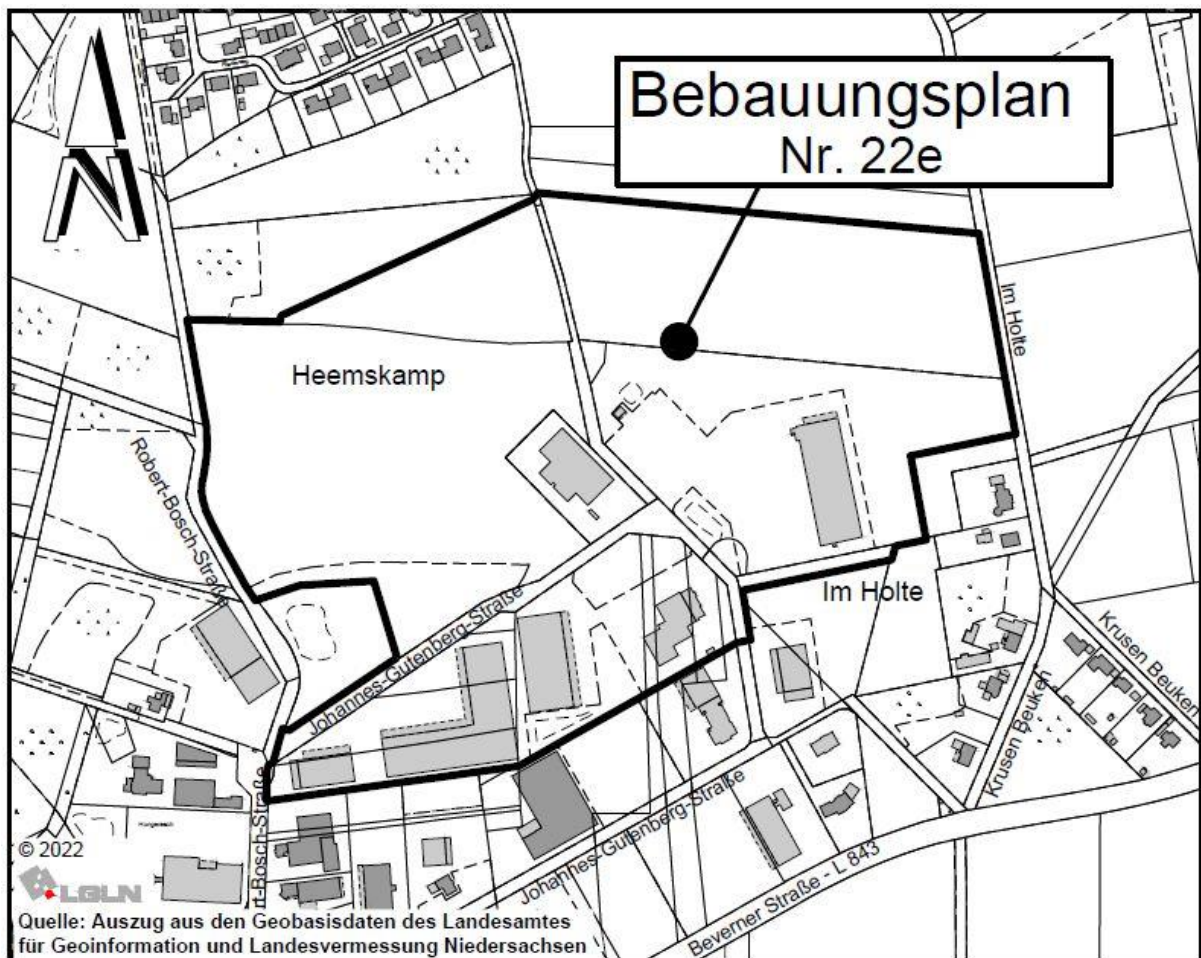 Bebauungsplan
Nr. 22e
N
Im Holte
Heemskamp
Robert-Bosch-Straße
Im Holte
Johannes-Gutenberg-Straße
Krusen Beuken
Krusen Beuken
rt-Bosch-Straße
Johannes-Gutenberg-Straße
Beverner Straße - L 843
© 2022
LGLN
Quelle: Auszug aus den Geobasisdaten des Landesamtes
für Geoinformation und Landesvermessung Niedersachsen